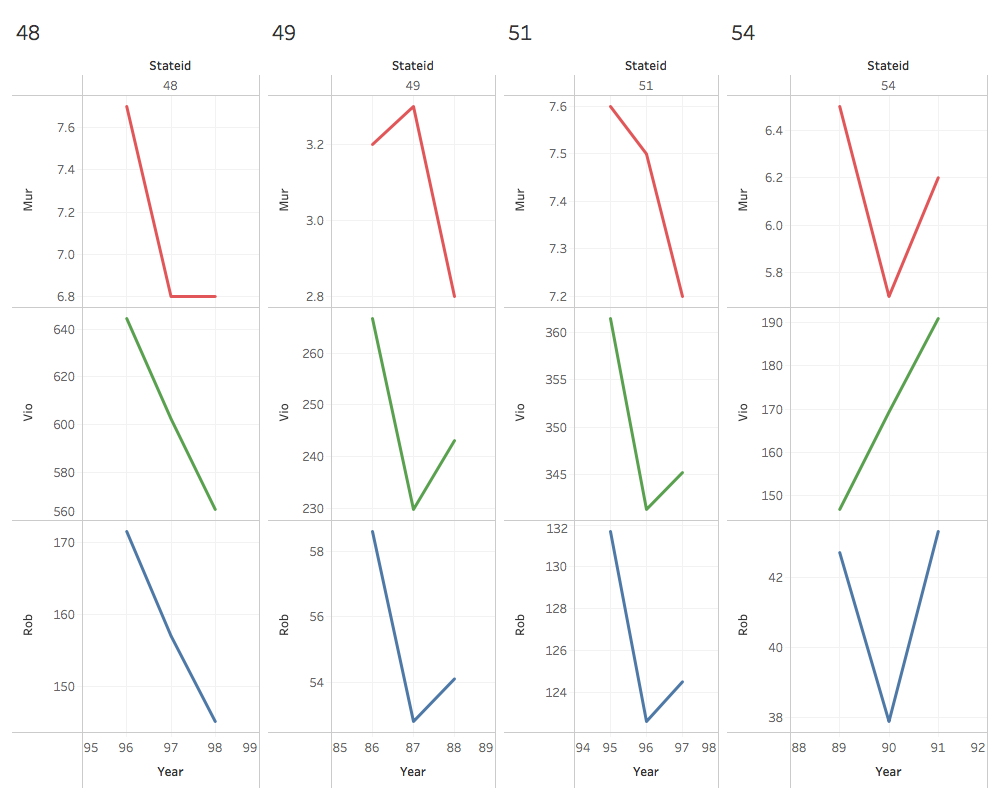 48 49 51 54
Stateid Stateid Stateid Stateid
48 49 51 54
Mur 7.6 7.4 7.2 7.0 6.8
Mur 3.2 3.0 2.8
Mur 7.6 7.5 7.4 7.3 7.2
Mur 6.4 6.2 6.0 5.8
Vio 640 620 600 580 560
Vio 260 250 240 230
Vio 360 355 350 345
Vio 190 180 170 160 150
Rob 170 160 150
Rob 58 56 54
Rob 132 130 128 126 124
Rob 42 40 38
95 96 97 98 99 85 86 87 88 89 94 95 96 97 98 88 89 90 91 92
Year Year Year Year